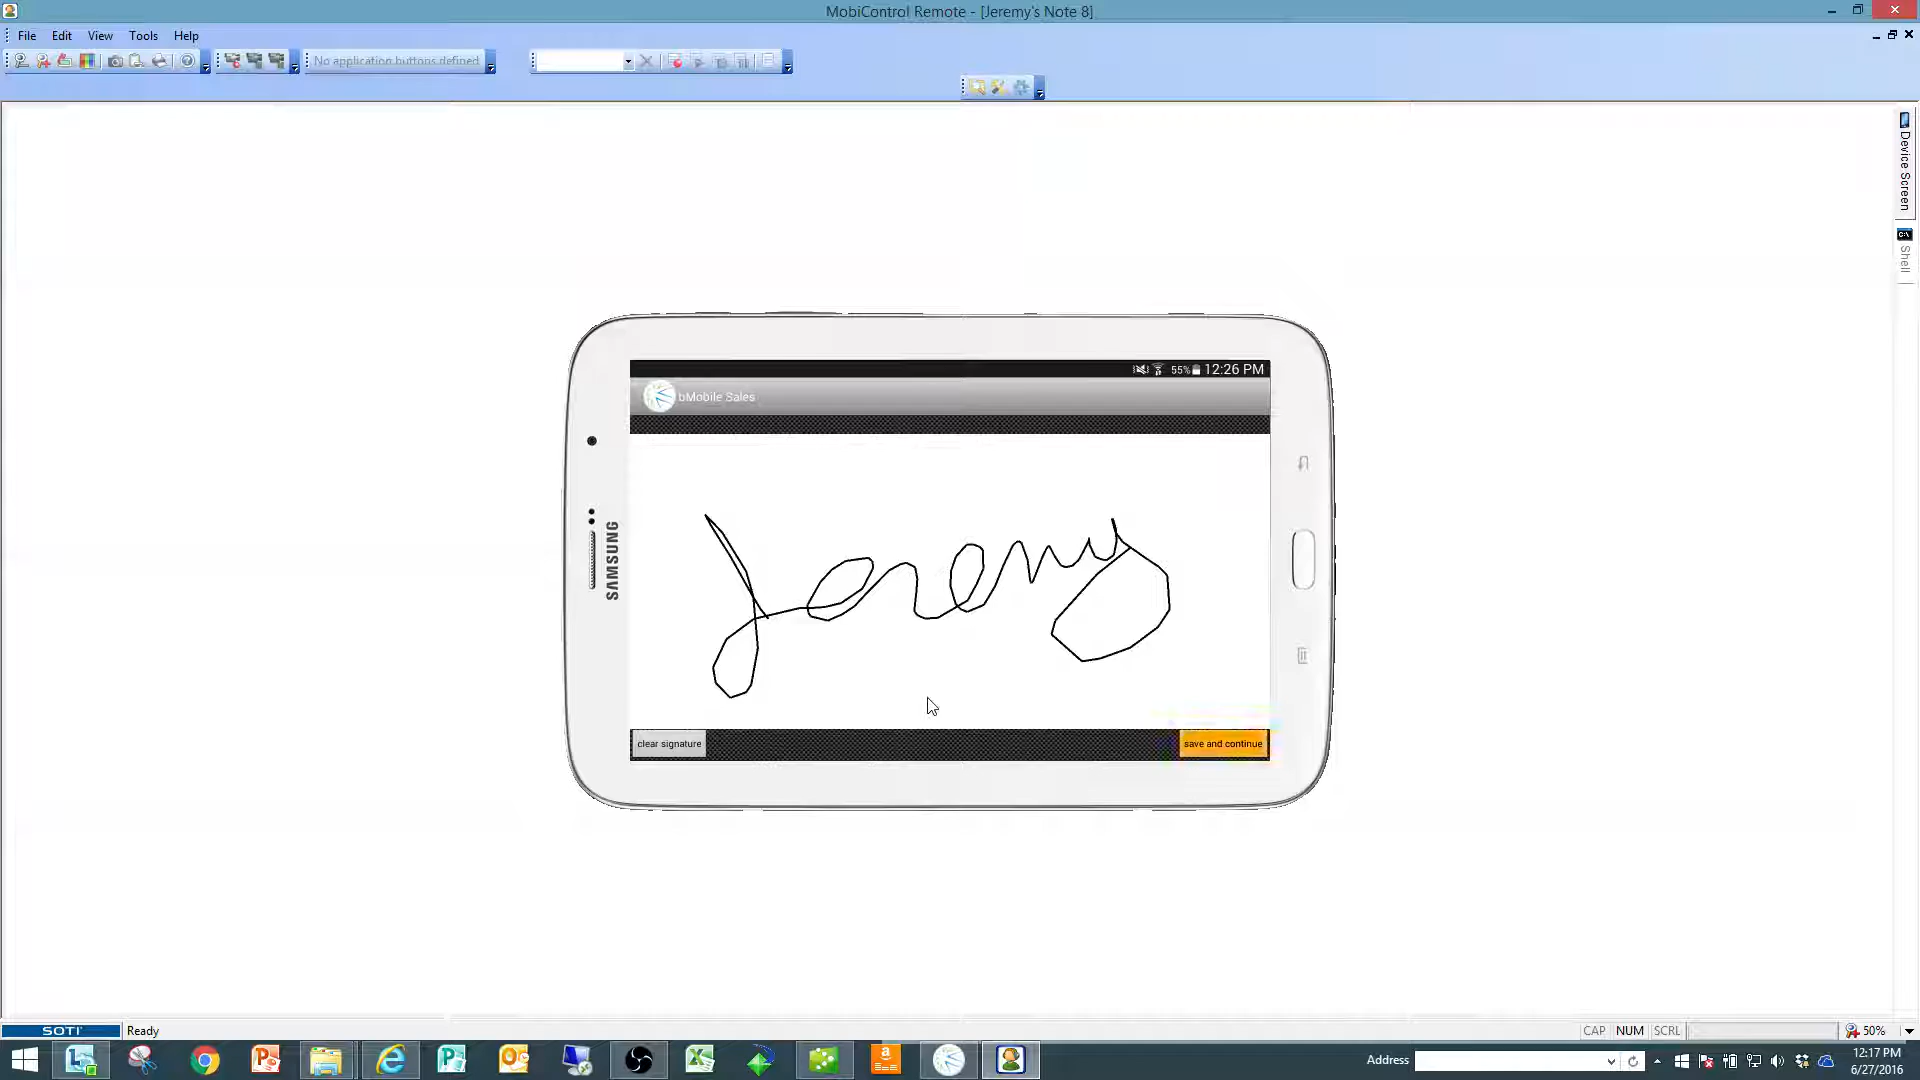 MobiControl Remote - [Jeremy's Note 8]
File Edit View Tools Help
No application buttons defined
Device Screen
Shell
55% 12:26 PM
bMobile Sales
SAMSUNG
Jeremy
clear signature
save and continue
SOTI Ready
CAP NUM SCRL
50%
Address
12:17 PM
6/27/2016